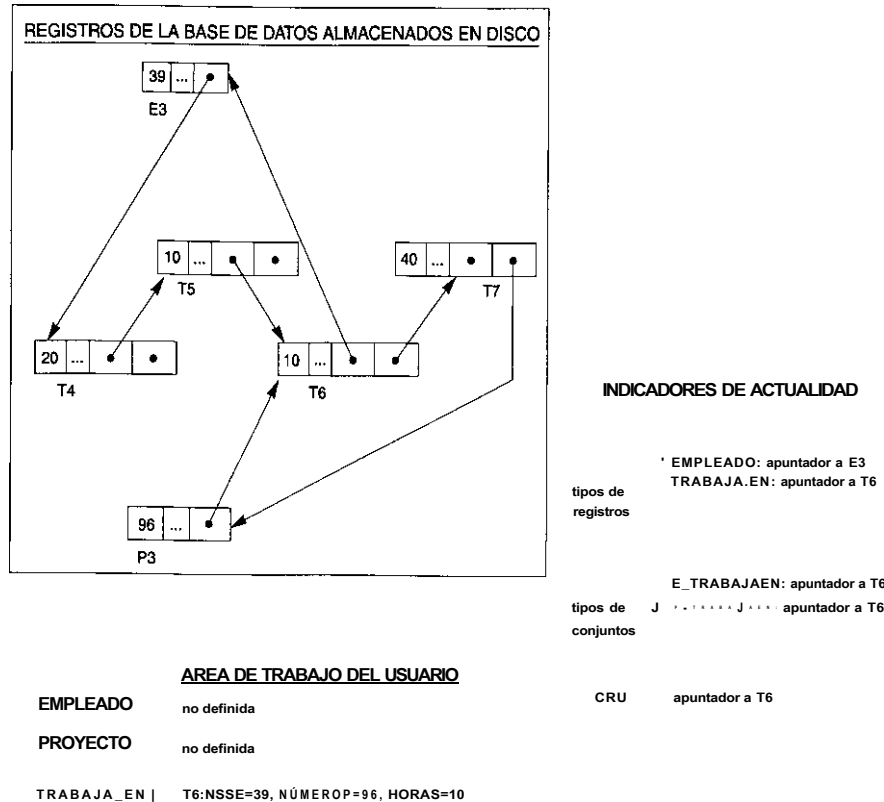 REGISTROS DE LA BASE DE DATOS ALMACENADOS EN DISCO
39 ...
E3
10 ...
T5
40 ...
T7
20 ...
T4
10 ...
T6
96 ...
P3
INDICADORES DE ACTUALIDAD
tipos de registros
' EMPLEADO: apuntador a E3
TRABAJA.EN: apuntador a T6
tipos de conjuntos
E_TRABAJAEN: apuntador a T6
J apuntador a T6
CRU apuntador a T6
AREA DE TRABAJO DEL USUARIO
EMPLEADO no definida
PROYECTO no definida
TRABAJA_EN | T6:NSSE=39, NÚMEROP=96, HORAS=10